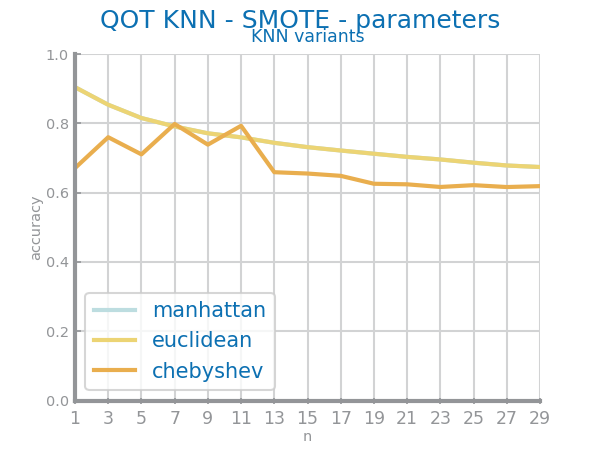 QOT KNN - SMOTE - parameters
KNN variants
1.0
0.8
0.6
0.4
0.2
0.0
accuracy
manhattan
euclidean
chebyshev
1 3 5 7 9 11 13 15 17 19 21 23 25 27 29
n